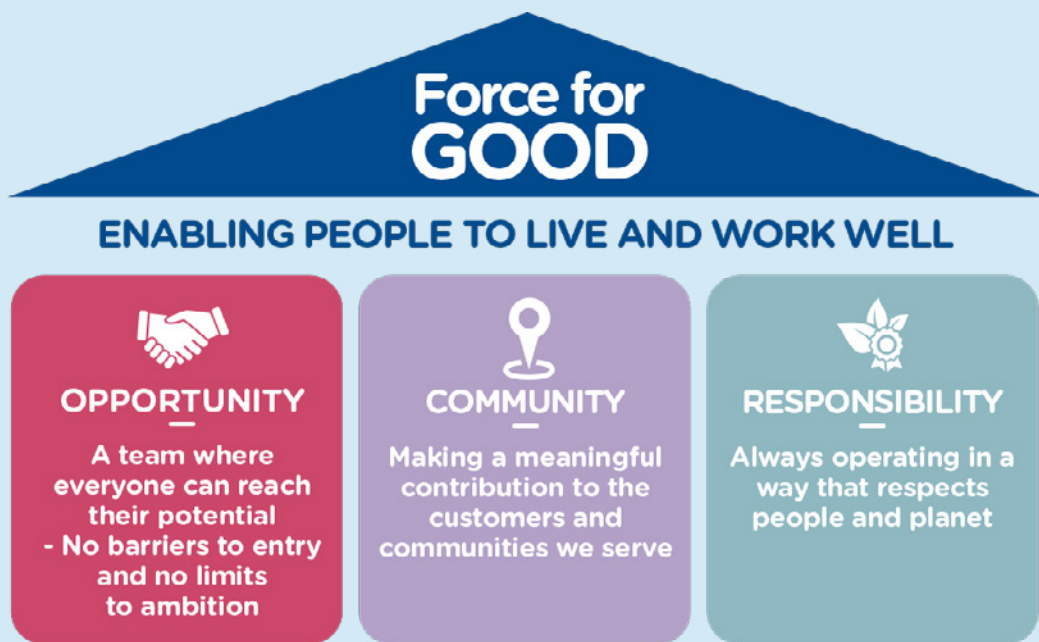 Force for
GOOD
ENABLING PEOPLE TO LIVE AND WORK WELL
OPPORTUNITY
A team where
everyone can reach
their potential
- No barriers to entry
and no limits
to ambition
COMMUNITY
Making a meaningful
contribution to the
customers and
communities we serve
RESPONSIBILITY
Always operating in a
way that respects
people and planet